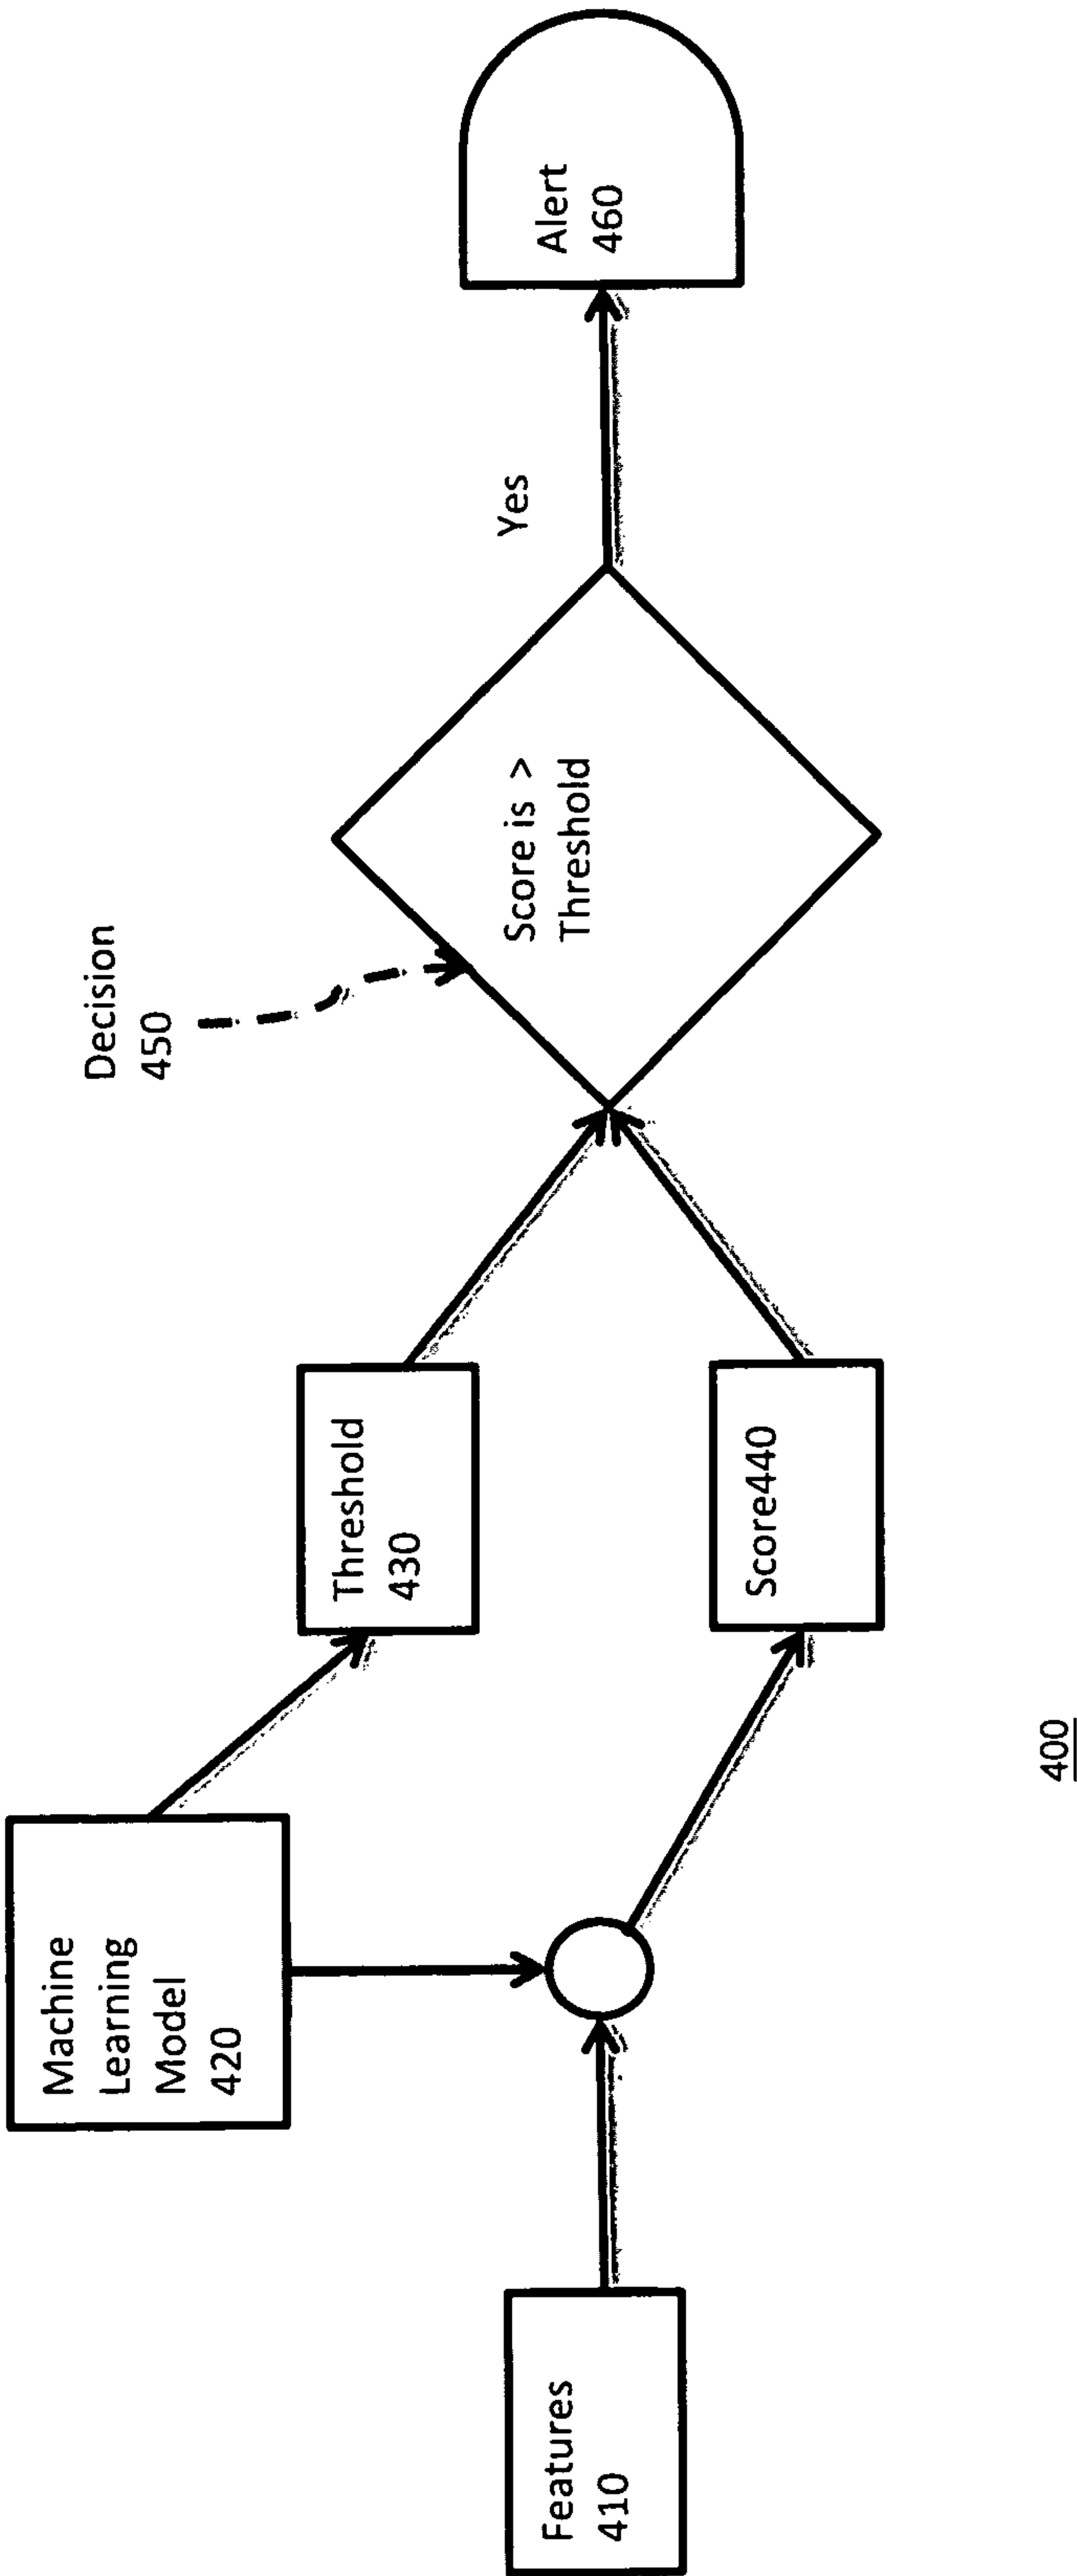 Machine
Learning
Model
420
Features
410
Threshold
430
Score440
Decision
450
Score is >
Threshold
Yes
Alert
460
400